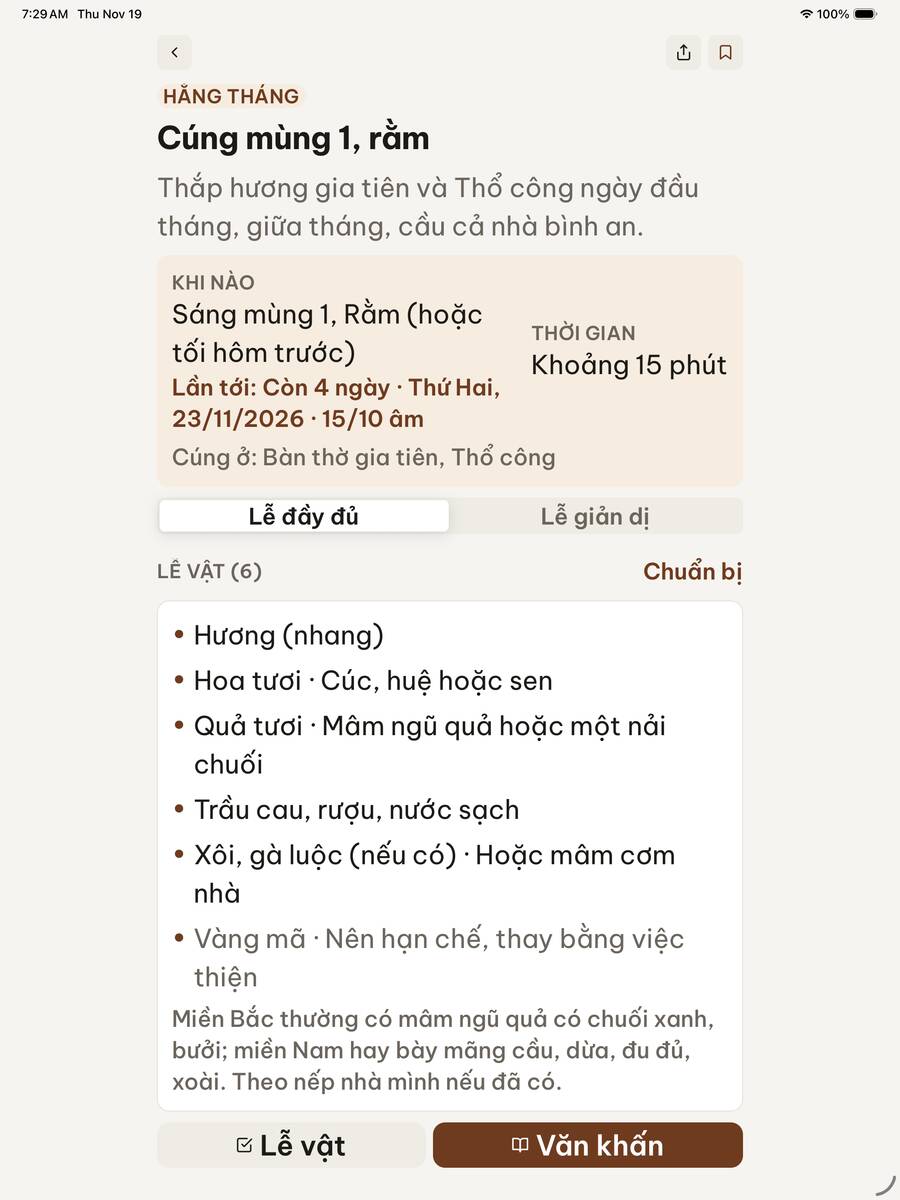 7:29 AM Thu Nov 19
100%
HẰNG THÁNG
Cúng mùng 1, rằm
Thắp hương gia tiên và Thổ công ngày đầu
tháng, giữa tháng, cầu cả nhà bình an.
KHI NÀO
Sáng mùng 1, Rằm (hoặc
tối hôm trước)
Lần tới: Còn 4 ngày · Thứ Hai,
23/11/2026 · 15/10 âm
THỜI GIAN
Khoảng 15 phút
Cúng ở: Bàn thờ gia tiên, Thổ công
Lễ đầy đủ
Lễ giản dị
LỄ VẬT (6)
Chuẩn bị
• Hương (nhang)
• Hoa tươi · Cúc, huệ hoặc sen
• Quả tươi · Mâm ngũ quả hoặc một nải
chuối
• Trầu cau, rượu, nước sạch
• Xôi, gà luộc (nếu có) · Hoặc mâm cơm
nhà
• Vàng mã · Nên hạn chế, thay bằng việc
thiện
Miền Bắc thường có mâm ngũ quả có chuối xanh,
bưởi; miền Nam hay bày mãng cầu, dừa, đu đủ,
xoài. Theo nếp nhà mình nếu đã có.
Lễ vật
Văn khấn